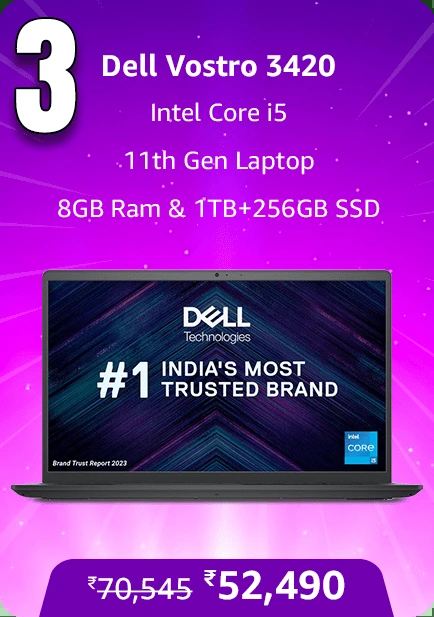 3
Dell Vostro 3420
Intel Core i5
11th Gen Laptop
8GB Ram & 1TB+256GB SSD
DELL
Technologies
#1 INDIA'S MOST
TRUSTED BRAND
intel
CORE
i5
Brand Trust Report 2023
₹70,545 ₹52,490